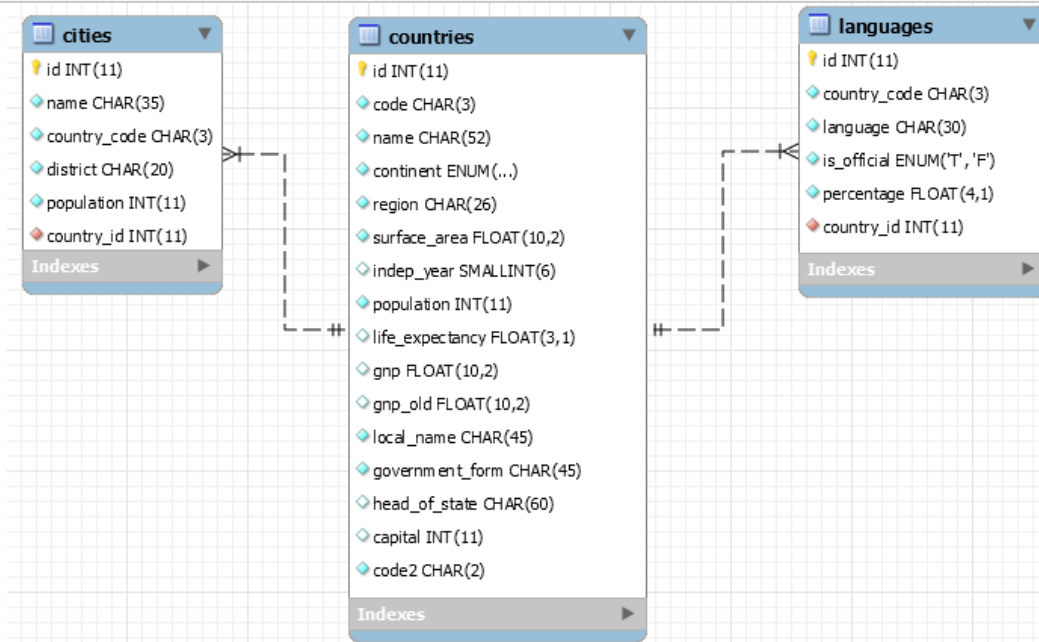 cities
id INT(11)
name CHAR(35)
country_code CHAR(3)
district CHAR(20)
population INT(11)
country_id INT(11)
Indexes
countries
id INT(11)
code CHAR(3)
name CHAR(52)
continent ENUM(...)
region CHAR(26)
surface_area FLOAT(10,2)
indep_year SMALLINT(6)
population INT(11)
life_expectancy FLOAT(3,1)
gnp FLOAT(10,2)
gnp_old FLOAT(10,2)
local_name CHAR(45)
government_form CHAR(45)
head_of_state CHAR(60)
capital INT(11)
code2 CHAR(2)
Indexes
languages
id INT(11)
country_code CHAR(3)
language CHAR(30)
is_official ENUM('T', 'F')
percentage FLOAT(4,1)
country_id INT(11)
Indexes